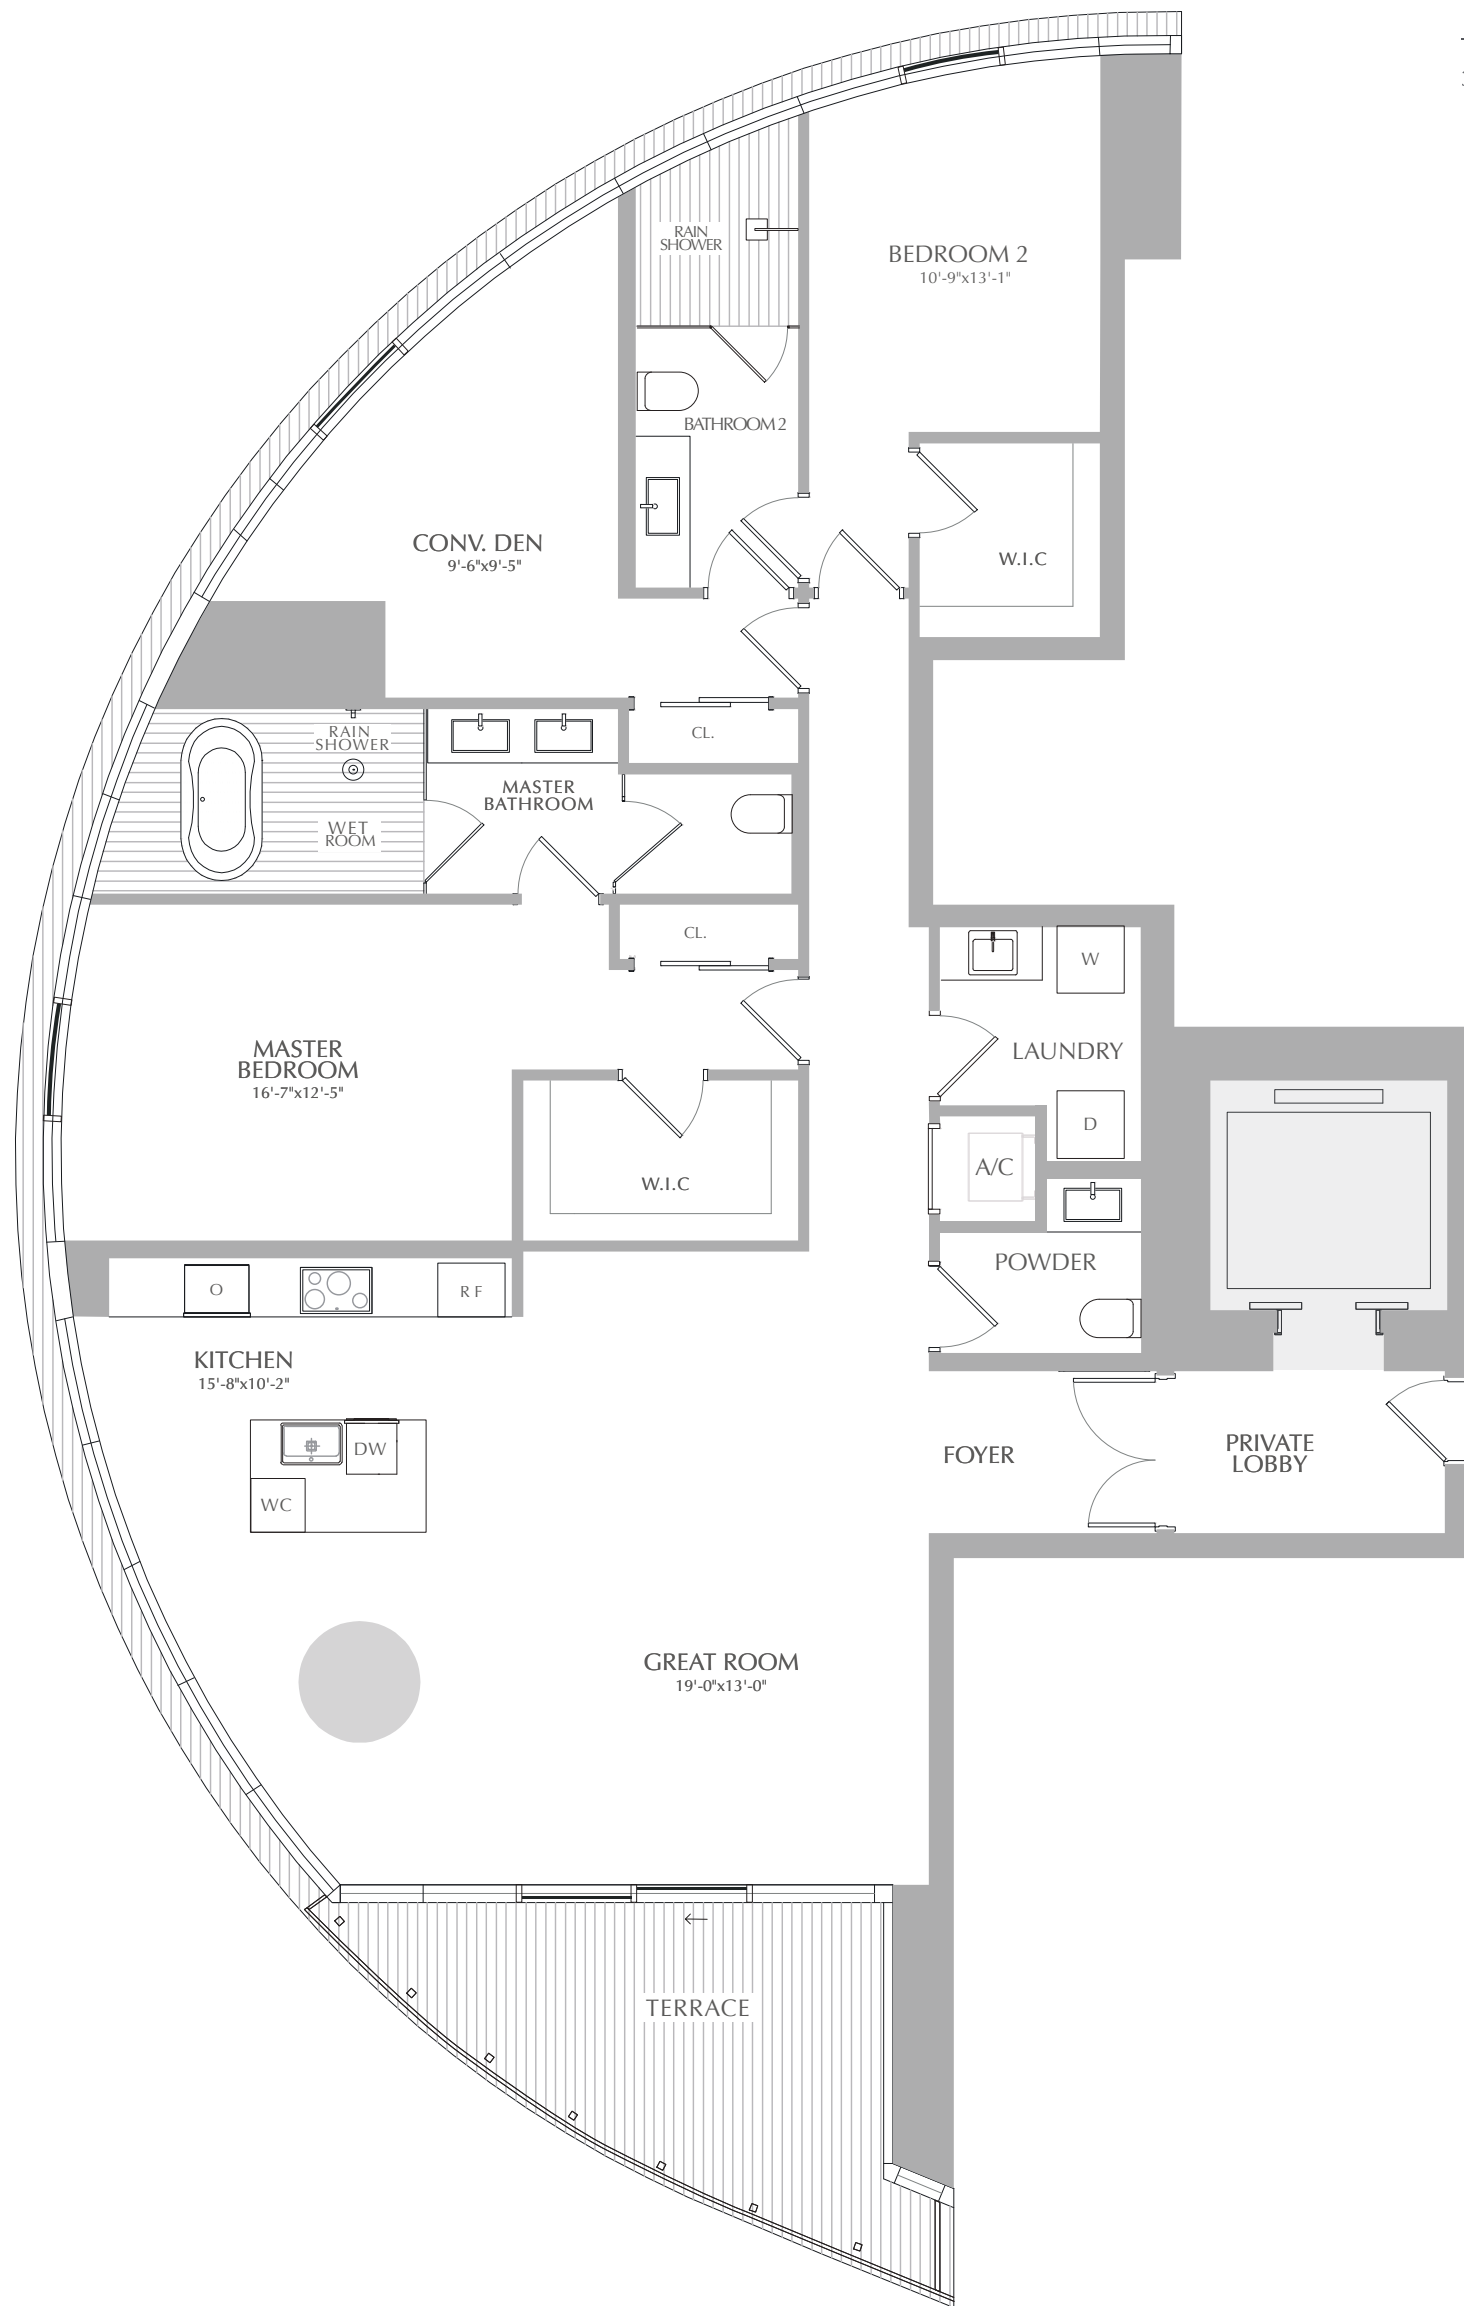 RAIN
SHOWER
BEDROOM 2
10'-9"x13'-1"
BATHROOM 2
CONV. DEN
9'-6"x9'-5"
W.I.C
CL.
RAIN
SHOWER
MASTER
BATHROOM
WET
ROOM
CL.
W
MASTER
BEDROOM
16'-7"x12'-5"
LAUNDRY
D
A/C
W.I.C
POWDER
O
RF
KITCHEN
15'-8"x10'-2"
DW
WC
FOYER
PRIVATE
LOBBY
GREAT ROOM
19'-0"x13'-0"
TERRACE